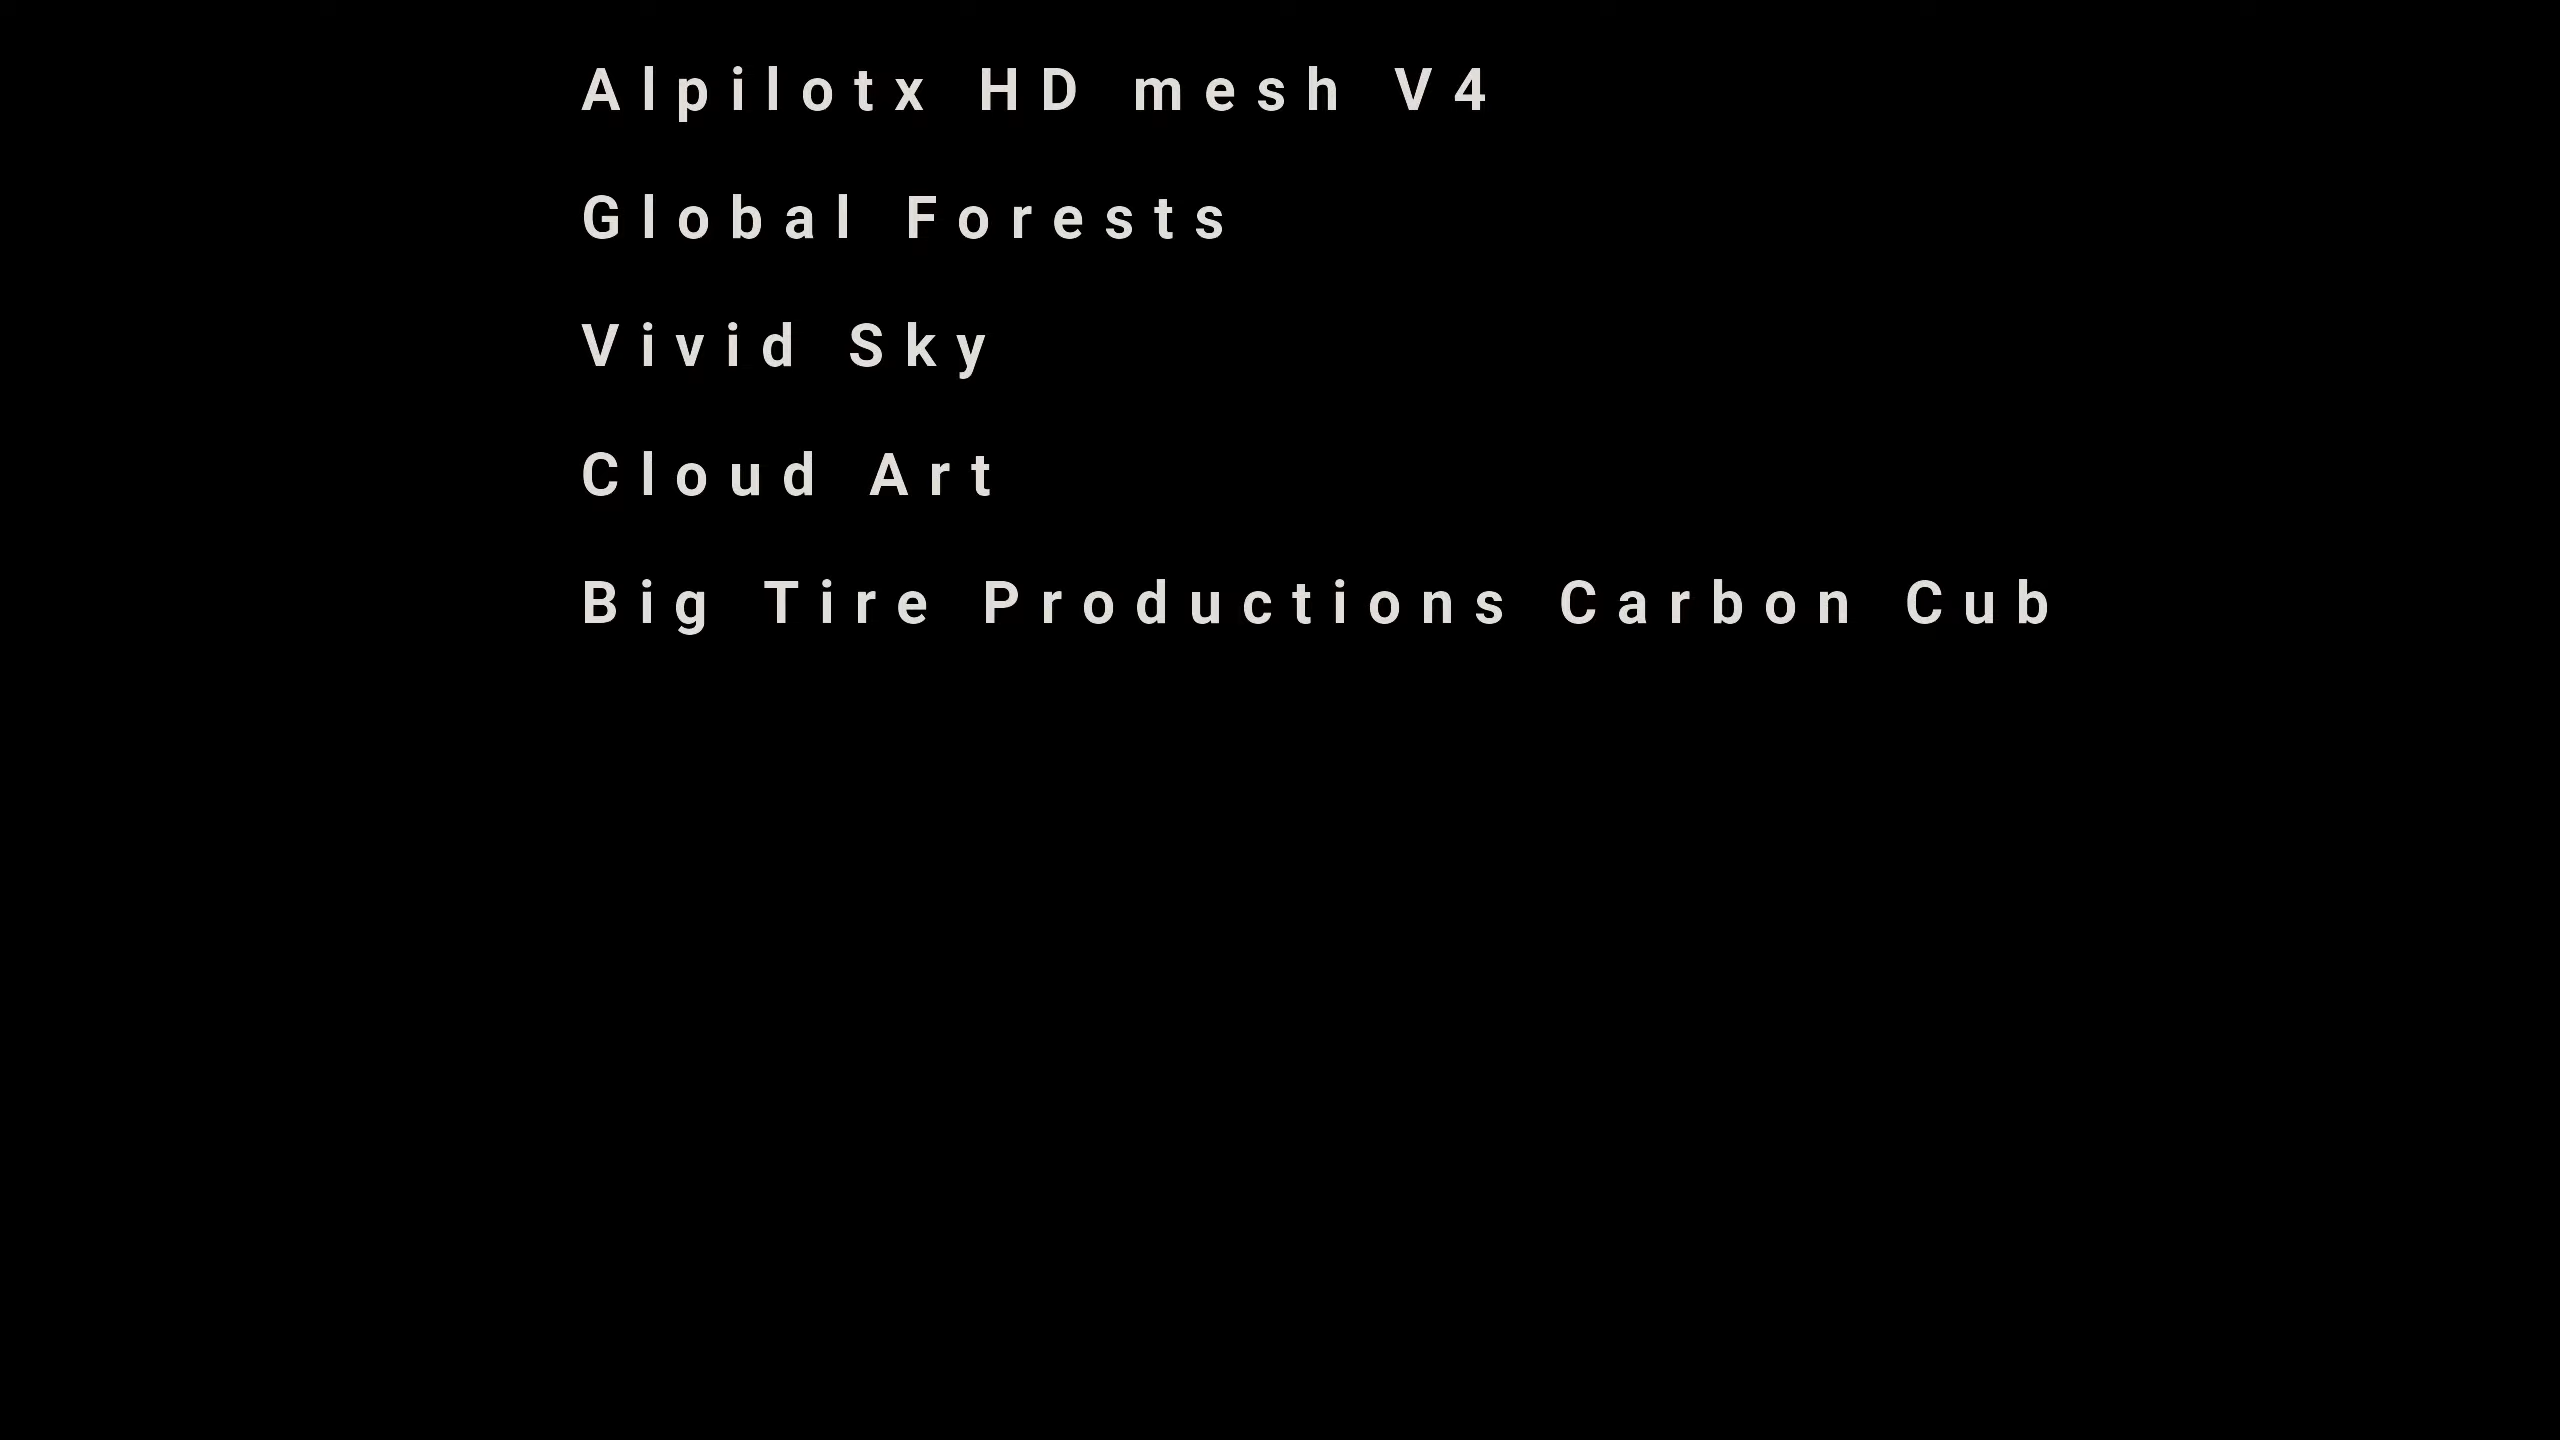 Alpilotx HD mesh V4
Global Forests
Vivid Sky
Cloud Art
Big Tire Productions Carbon Cub